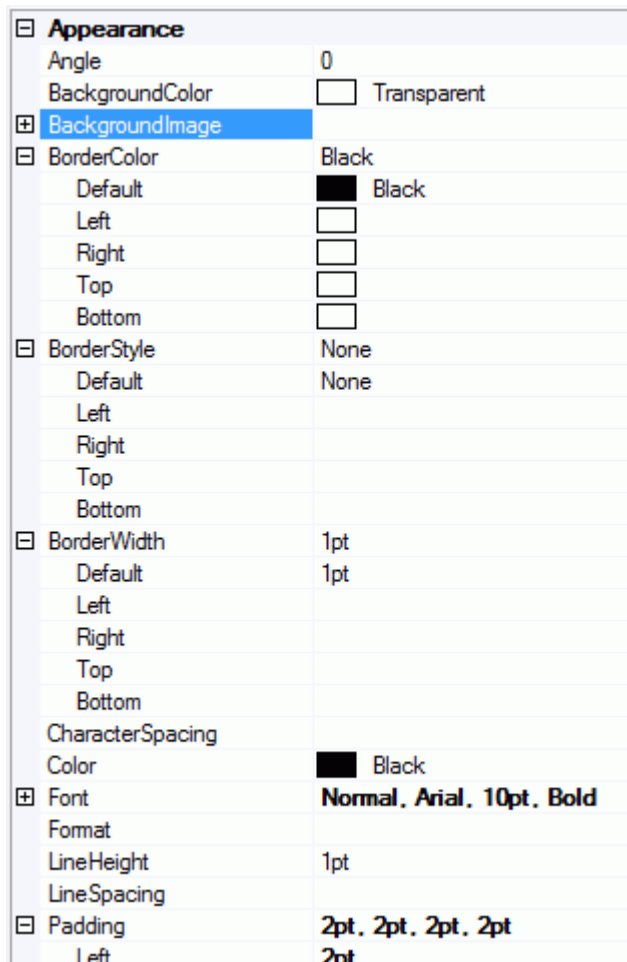 Appearance
Angle 0
BackgroundColor Transparent
BackgroundImage
BorderColor Black
Default Black
Left
Right
Top
Bottom
BorderStyle None
Default None
Left
Right
Top
Bottom
BorderWidth 1pt
Default 1pt
Left
Right
Top
Bottom
CharacterSpacing
Color Black
Font Normal, Arial, 10pt, Bold
Format
LineHeight 1pt
LineSpacing
Padding 2pt, 2pt, 2pt, 2pt
Left 2pt